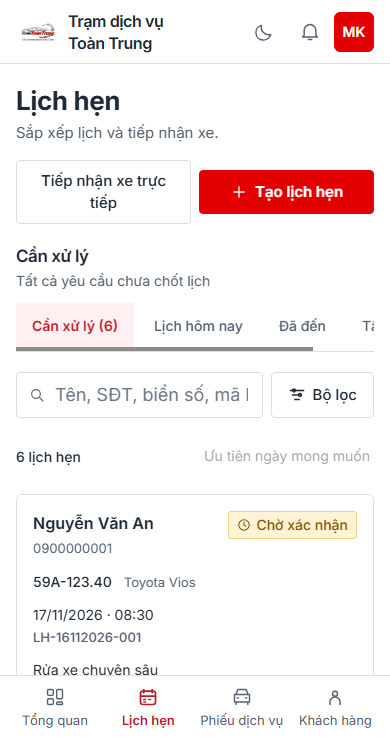 Trạm dịch vụ
Toàn Trung
MK
Lịch hẹn
Sắp xếp lịch và tiếp nhận xe.
Tiếp nhận xe trực
tiếp
Tạo lịch hẹn
Cần xử lý
Tất cả yêu cầu chưa chốt lịch
Cần xử lý (6)
Lịch hôm nay
Đã đến
Tên, SĐT, biển số, mã
Bộ lọc
6 lịch hẹn
Ưu tiên ngày mong muốn
Nguyễn Văn An
Chờ xác nhận
0900000001
59A-123.40 Toyota Vios
17/11/2026 · 08:30
LH-16112026-001
Rửa xe chuyên sâu
Tổng quan
Lịch hẹn
Phiếu dịch vụ
Khách hàng